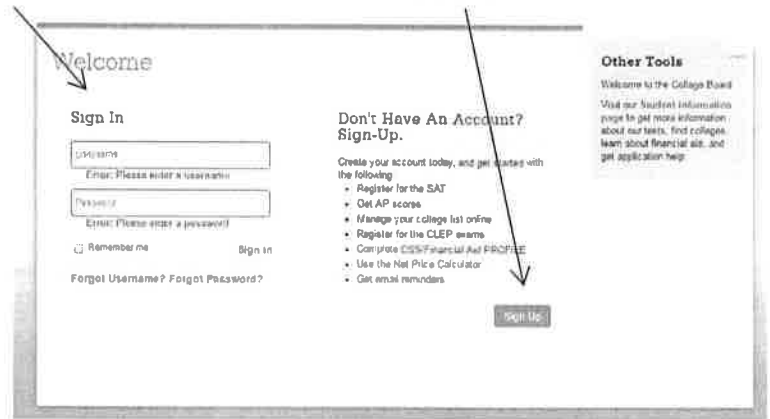 Welcome
Sign In
Username
Error: Please enter a username
Password
Error: Please enter a password
Remember me
Sign In
Forgot Username? Forgot Password?
Don't Have An Account?
Sign-Up.
Create your account today, and get started with
the following
Register for the SAT
Get AP scores
Manage your college list online
Register for the CLEP exams
Complete CSS/Financial Aid PROFILE
Use the Net Price Calculator
Get email reminders
Sign Up
Other Tools
Welcome to the College Board
Visit our Student Information
page to get more information
about our tests, find colleges,
learn about financial aid, and
get application help